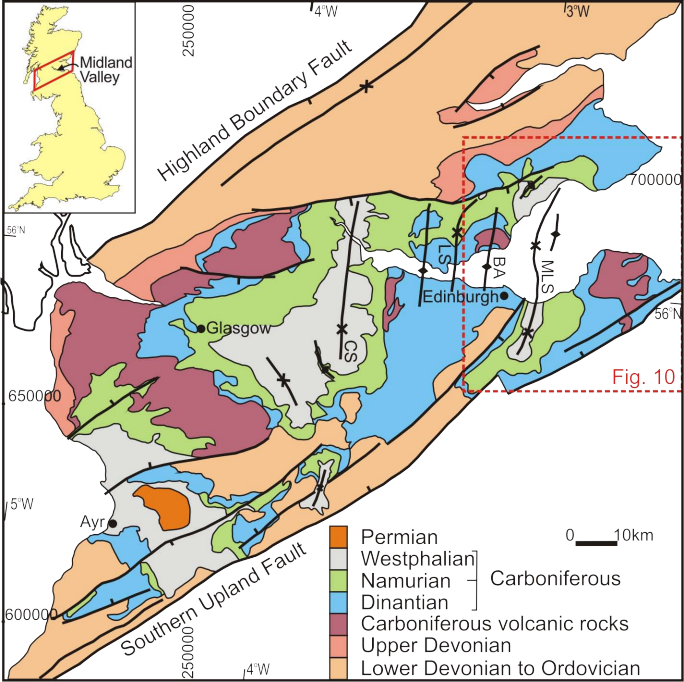 4°W
3°W
250000
Midland
Valley
Highland Boundary Fault
700000
56°N
LS
BA
MLS
Edinburgh
56°N
Glasgow
CS
Fig. 10
650000
5°W
Ayr
0 10km
Permian
Westphalian
Namurian
Carboniferous
Dinantian
600000
Carboniferous volcanic rocks
Southern Upland Fault
Upper Devonian
250000
4°W
Lower Devonian to Ordovician